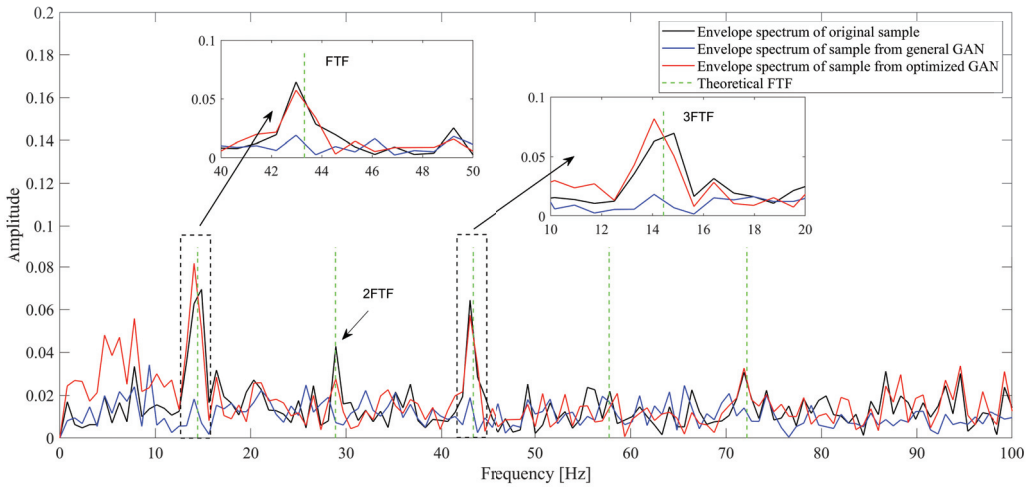 0.2
0.18
0.16
0.14
0.12
0.1
0.08
0.06
0.04
0.02
0
Amplitude
0.1
0.05
0
FTF
40 42 44 46 48 50
Envelope spectrum of original sample
Envelope spectrum of sample from general GAN
Envelope spectrum of sample from optimized GAN
Theoretical FTF
0.1
0.05
0
3FTF
10 12 14 16 18 20
2FTF
0 10 20 30 40 50 60 70 80 90 100
Frequency [Hz]